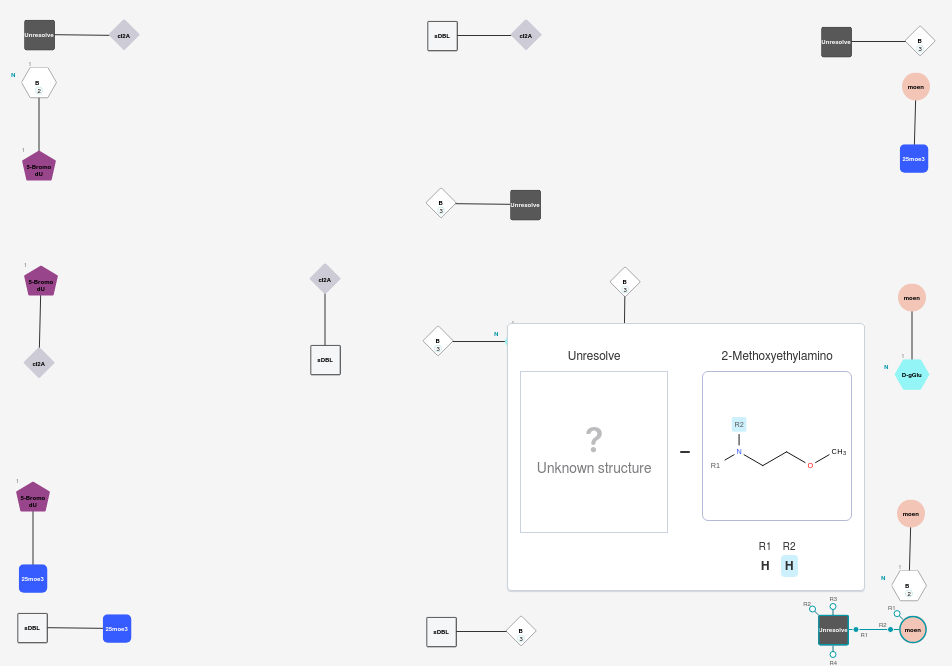 Unresolve cl2A
sDBL cl2A
Unresolve B 3
1
N B 2
moen
1
5-Bromo dU
25moe3
B 3 Unresolve
1
5-Bromo dU
cl2A
cl2A
sDBL
B 3
B 3 N
moen
1
N D-gGlu
Unresolve 2-Methoxyethylamino
?
Unknown structure
–
R2
R1 N O CH3
R1 R2
H H
1
5-Bromo dU
25moe3
moen
1
N B 2
sDBL 25moe3
sDBL B 3
R2 R3 R1
Unresolve R1 R2 moen
R4